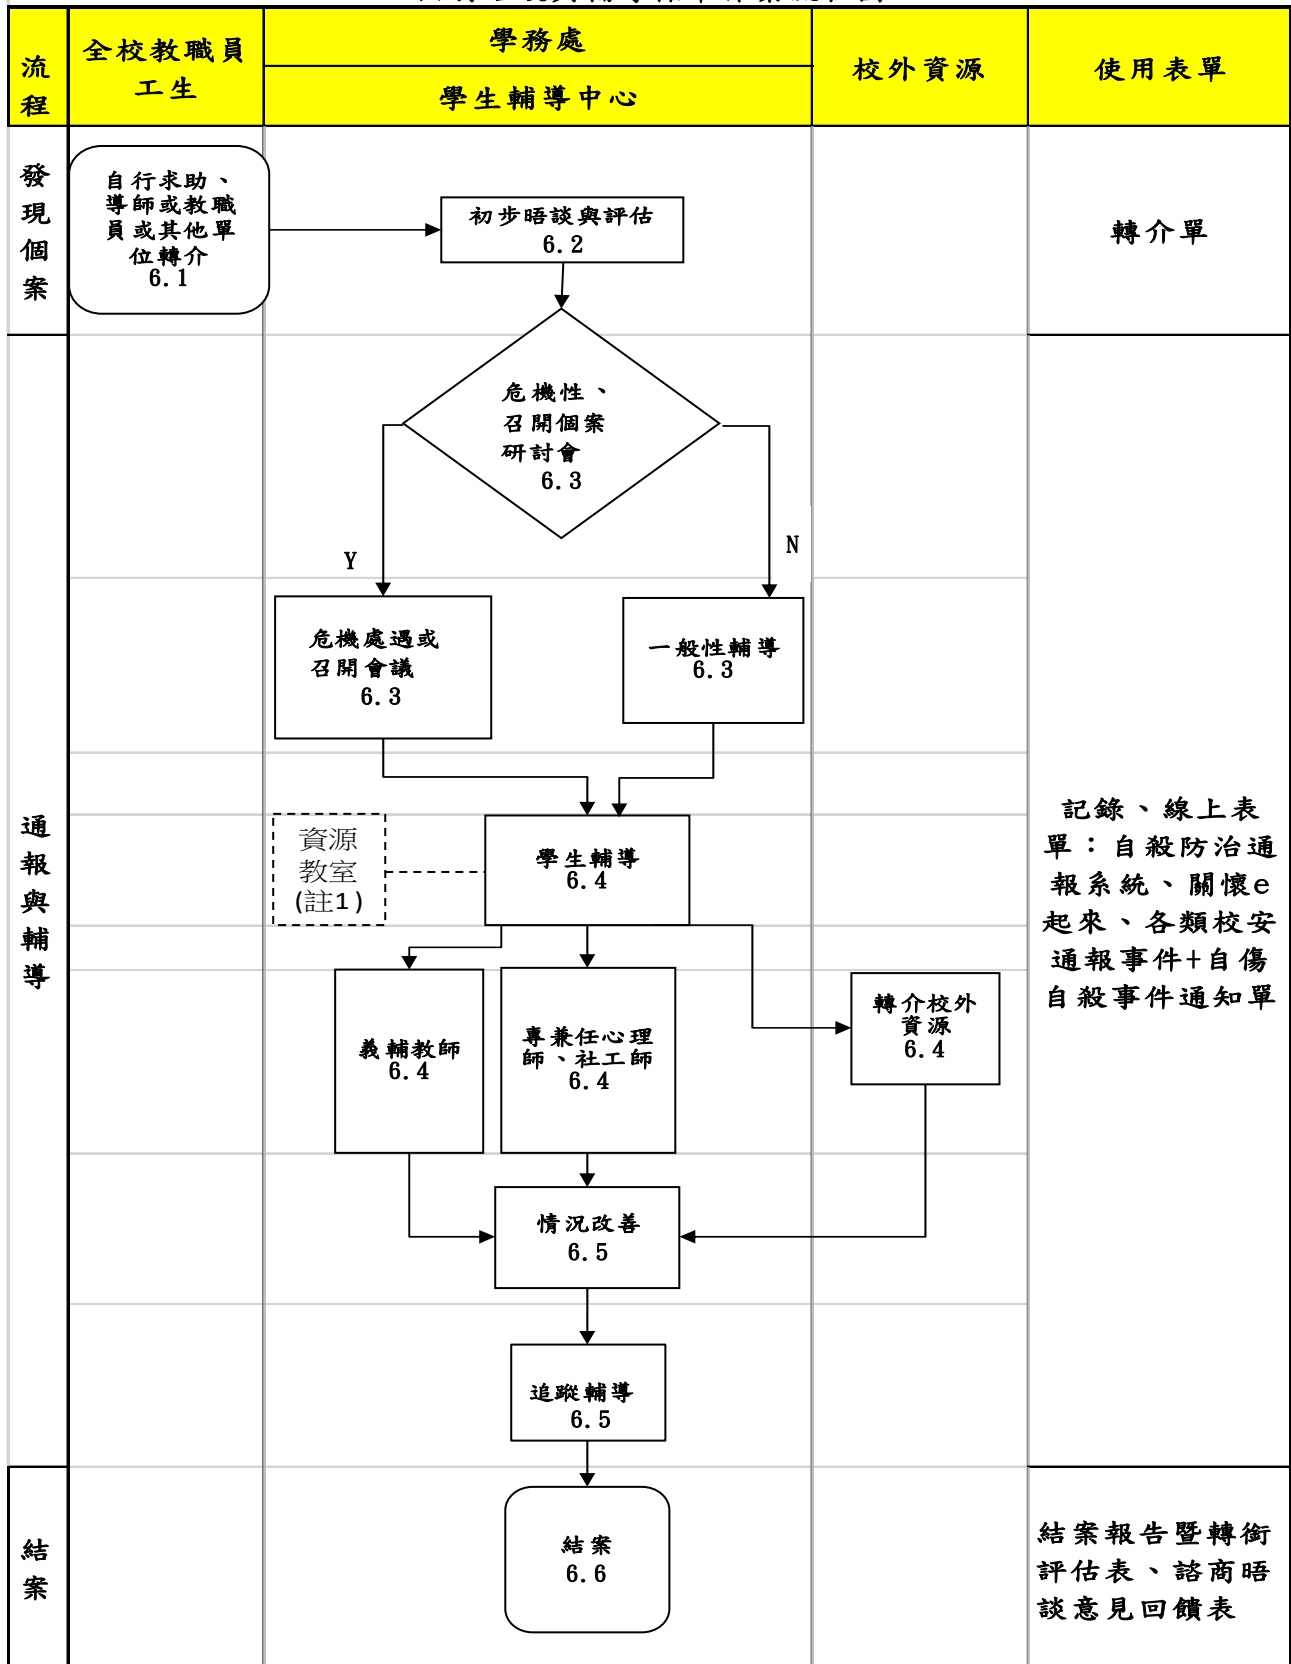 流
程
全校教職員
工生
學務處
學生輔導中心
校外資源
使用表單
發
現
個
案
自行求助、
導師或教職
員或其他單
位轉介
6.1
初步晤談與評估
6.2
轉介單
危機性、
召開個案
研討會
6.3
Y
N
危機處遇或
召開會議
6.3
一般性輔導
6.3
通
報
與
輔
導
資源
教室
(註1)
學生輔導
6.4
記錄、線上表
單：自殺防治通
報系統、關懷e
起來、各類校安
通報事件+自傷
自殺事件通知單
義輔教師
6.4
專兼任心理
師、社工師
6.4
轉介校外
資源
6.4
情況改善
6.5
追蹤輔導
6.5
結
案
結案
6.6
結案報告暨轉銜
評估表、諮商晤
談意見回饋表